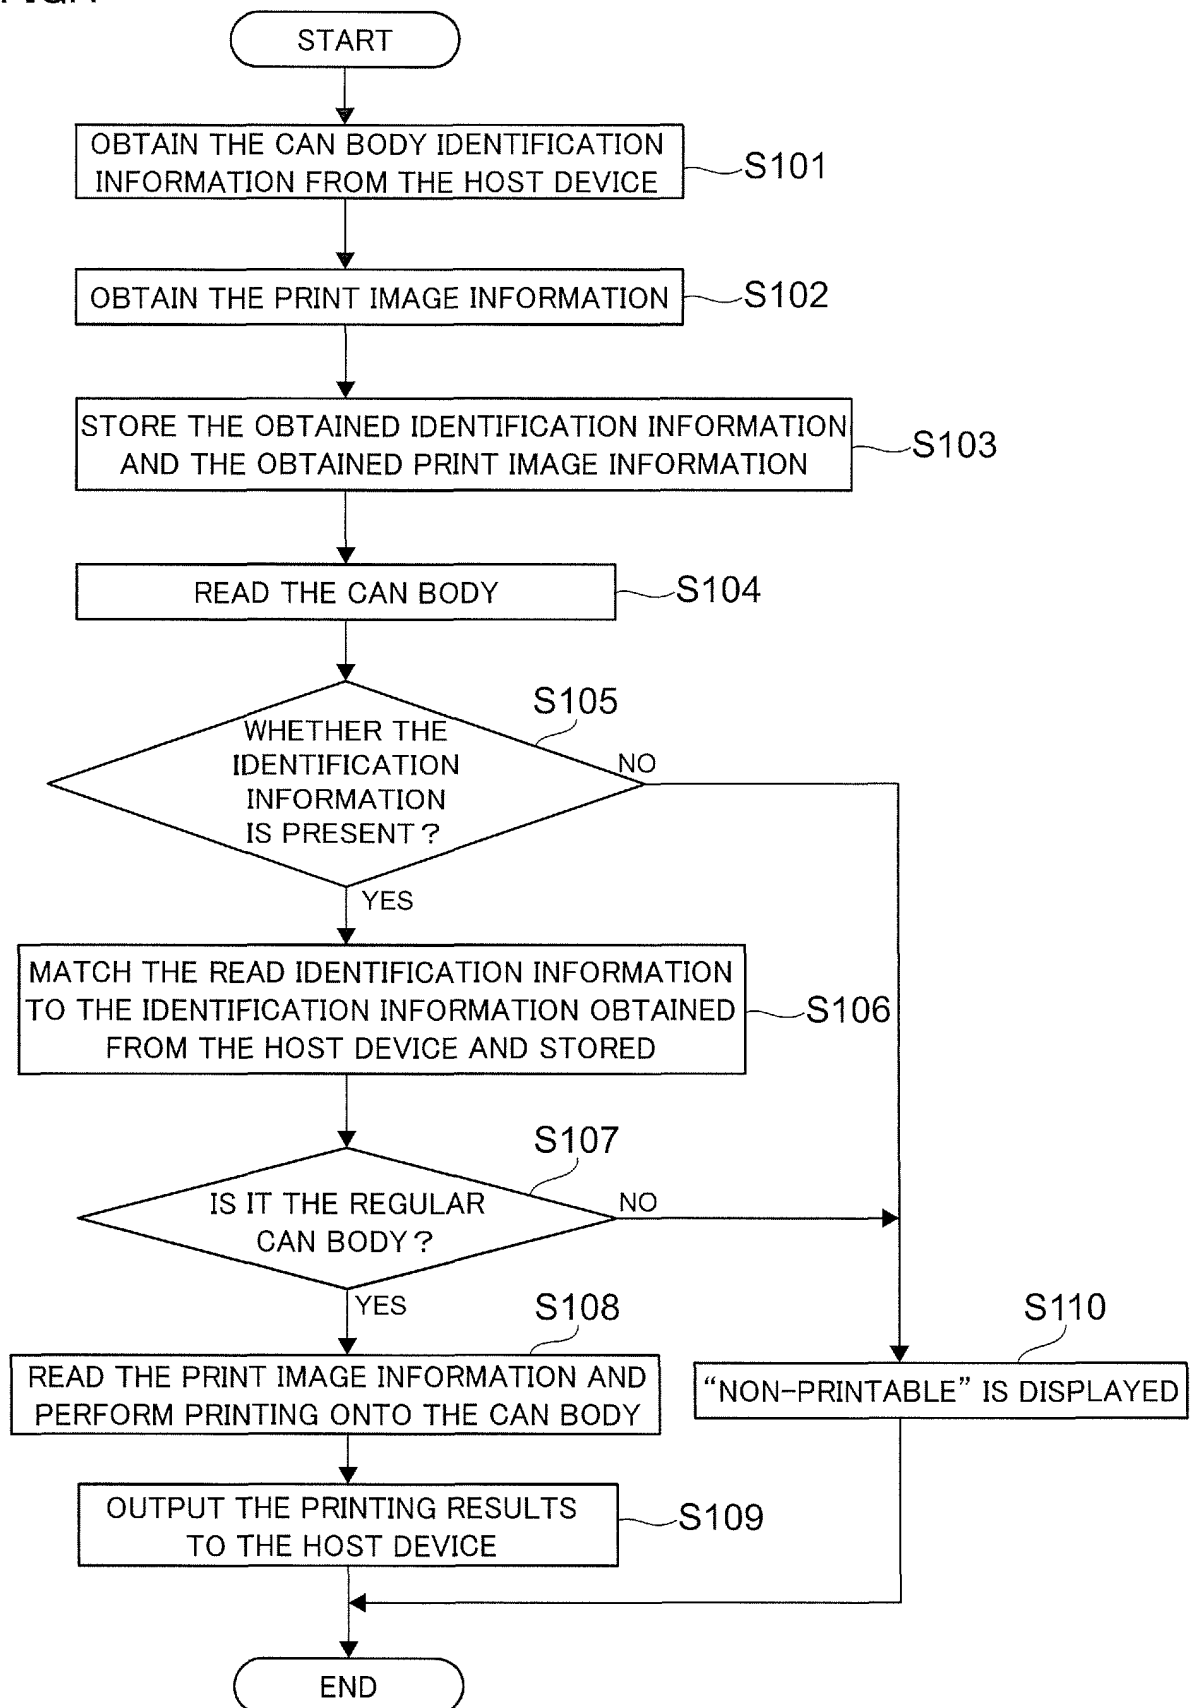 START
OBTAIN THE CAN BODY IDENTIFICATION
INFORMATION FROM THE HOST DEVICE
S101
OBTAIN THE PRINT IMAGE INFORMATION
S102
STORE THE OBTAINED IDENTIFICATION INFORMATION
AND THE OBTAINED PRINT IMAGE INFORMATION
S103
READ THE CAN BODY
S104
S105
WHETHER THE
IDENTIFICATION
INFORMATION
IS PRESENT?
NO
YES
MATCH THE READ IDENTIFICATION INFORMATION
TO THE IDENTIFICATION INFORMATION OBTAINED
FROM THE HOST DEVICE AND STORED
S106
S107
IS IT THE REGULAR
CAN BODY?
NO
YES
S108
READ THE PRINT IMAGE INFORMATION AND
PERFORM PRINTING ONTO THE CAN BODY
S110
“NON-PRINTABLE” IS DISPLAYED
OUTPUT THE PRINTING RESULTS
TO THE HOST DEVICE
S109
END